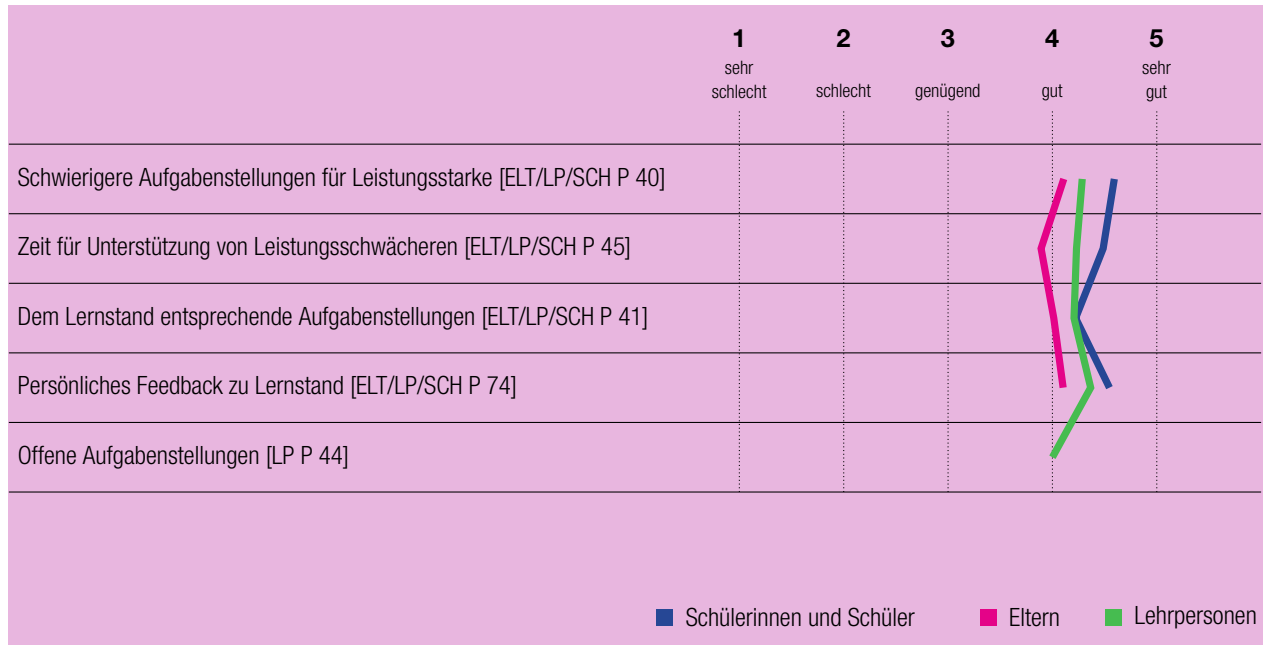 1 2 3 4 5
sehr schlecht schlecht genügend gut sehr gut
Schwierigere Aufgabenstellungen für Leistungsstarke [ELT/LP/SCH P 40]
Zeit für Unterstützung von Leistungsschwächeren [ELT/LP/SCH P 45]
Dem Lernstand entsprechende Aufgabenstellungen [ELT/LP/SCH P 41]
Persönliches Feedback zu Lernstand [ELT/LP/SCH P 74]
Offene Aufgabenstellungen [LP P 44]
Schülerinnen und Schüler Eltern Lehrpersonen